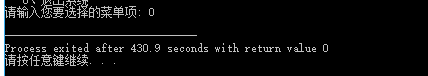 请输入您要选择的菜单项: 0
Process exited after 430.9 seconds with return value 0
请按任意键继续. . .